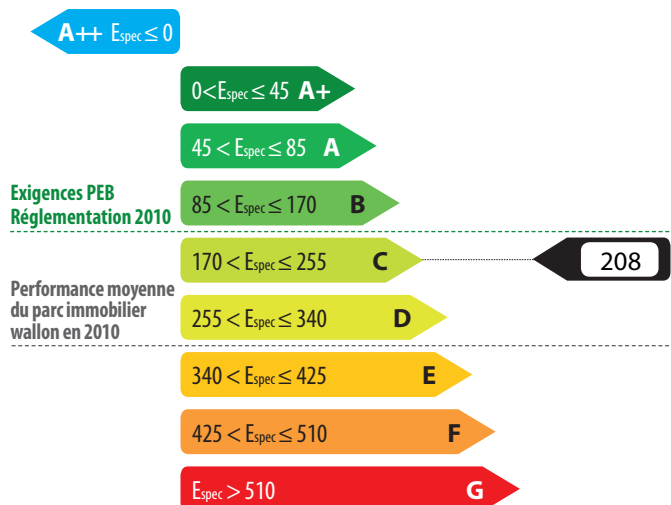 A++ Espec ≤ 0
0<Espec ≤ 45 A+
45 < Espec ≤ 85 A
Exigences PEB
Réglementation 2010
85 < Espec ≤ 170 B
170 < Espec ≤ 255 C
208
Performance moyenne
du parc immobilier
wallon en 2010
255 < Espec ≤ 340 D
340 < Espec ≤ 425 E
425 < Espec ≤ 510 F
Espec > 510 G